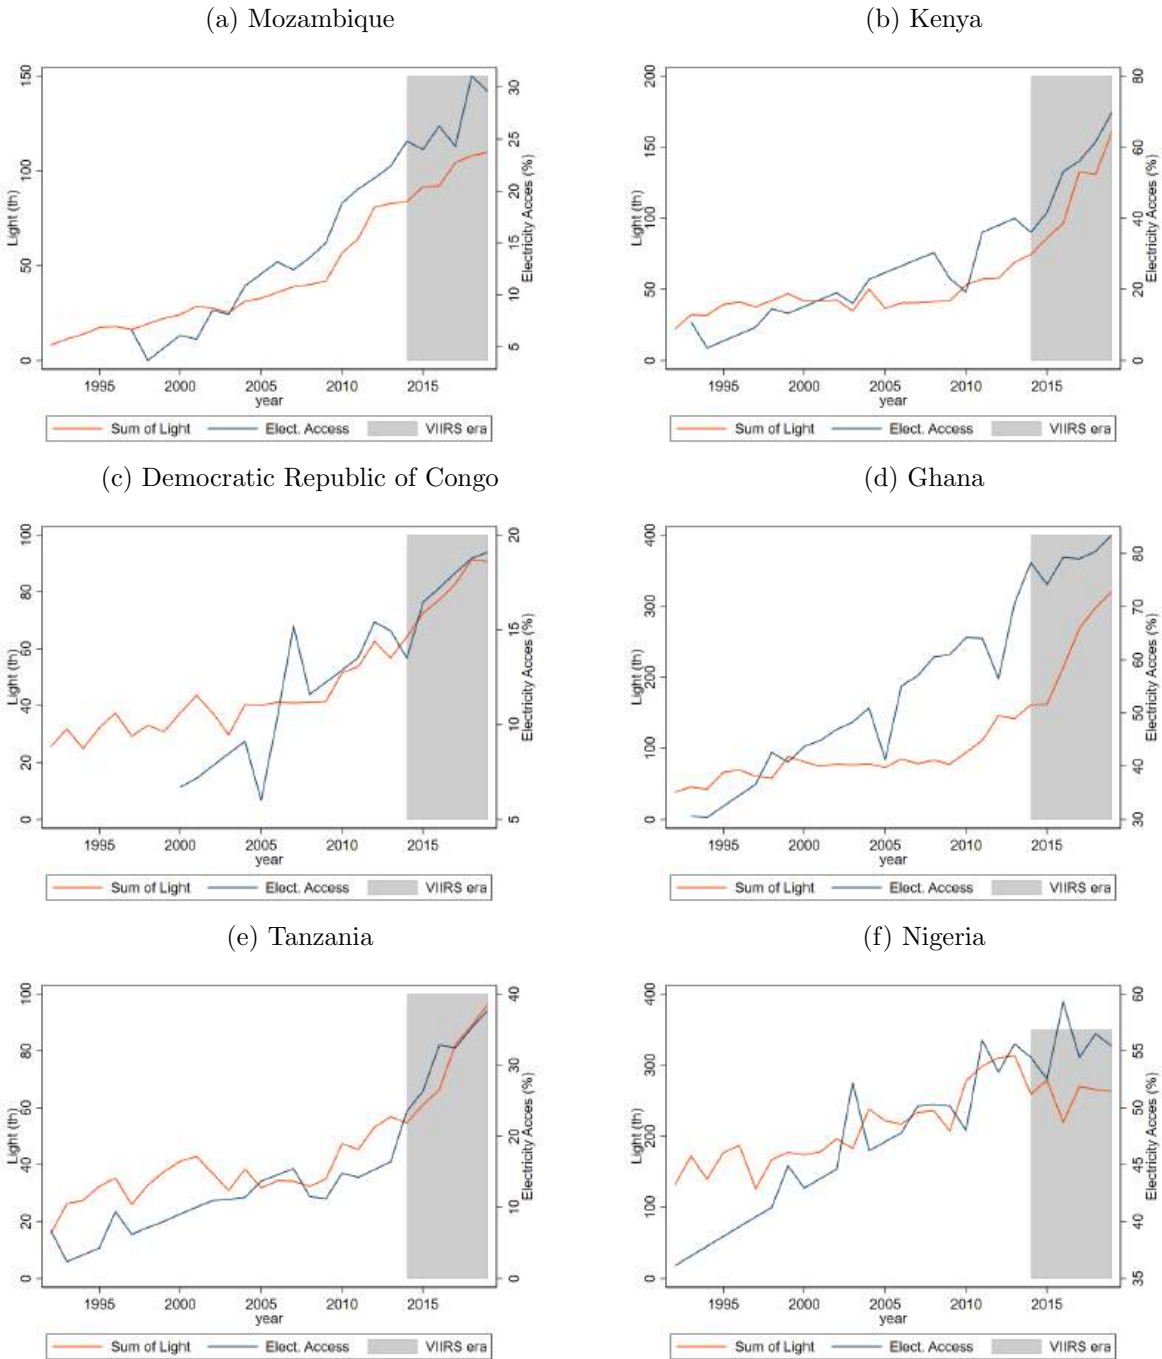 (a) Mozambique
150
100
50
0
Light (th)
30
25
20
15
10
5
Electricity Acces (%)
1995 2000 2005 2010 2015
year
Sum of Light Elect. Access VIIRS era
(b) Kenya
200
150
100
50
0
Light (th)
80
60
40
20
0
Electricity Acces (%)
1995 2000 2005 2010 2015
year
Sum of Light Elect. Access VIIRS era
(c) Democratic Republic of Congo
100
80
60
40
20
0
Light (th)
20
15
10
5
Electricity Acces (%)
1995 2000 2005 2010 2015
year
Sum of Light Elect. Access VIIRS era
(d) Ghana
400
300
200
100
0
Light (th)
80
70
60
50
40
30
Electricity Acces (%)
1995 2000 2005 2010 2015
year
Sum of Light Elect. Access VIIRS era
(e) Tanzania
100
80
60
40
20
0
Light (th)
40
30
20
10
0
Electricity Acces (%)
1995 2000 2005 2010 2015
year
Sum of Light Elect. Access VIIRS era
(f) Nigeria
400
300
200
100
0
Light (th)
60
55
50
45
40
35
Electricity Acces (%)
1995 2000 2005 2010 2015
year
Sum of Light Elect. Access VIIRS era